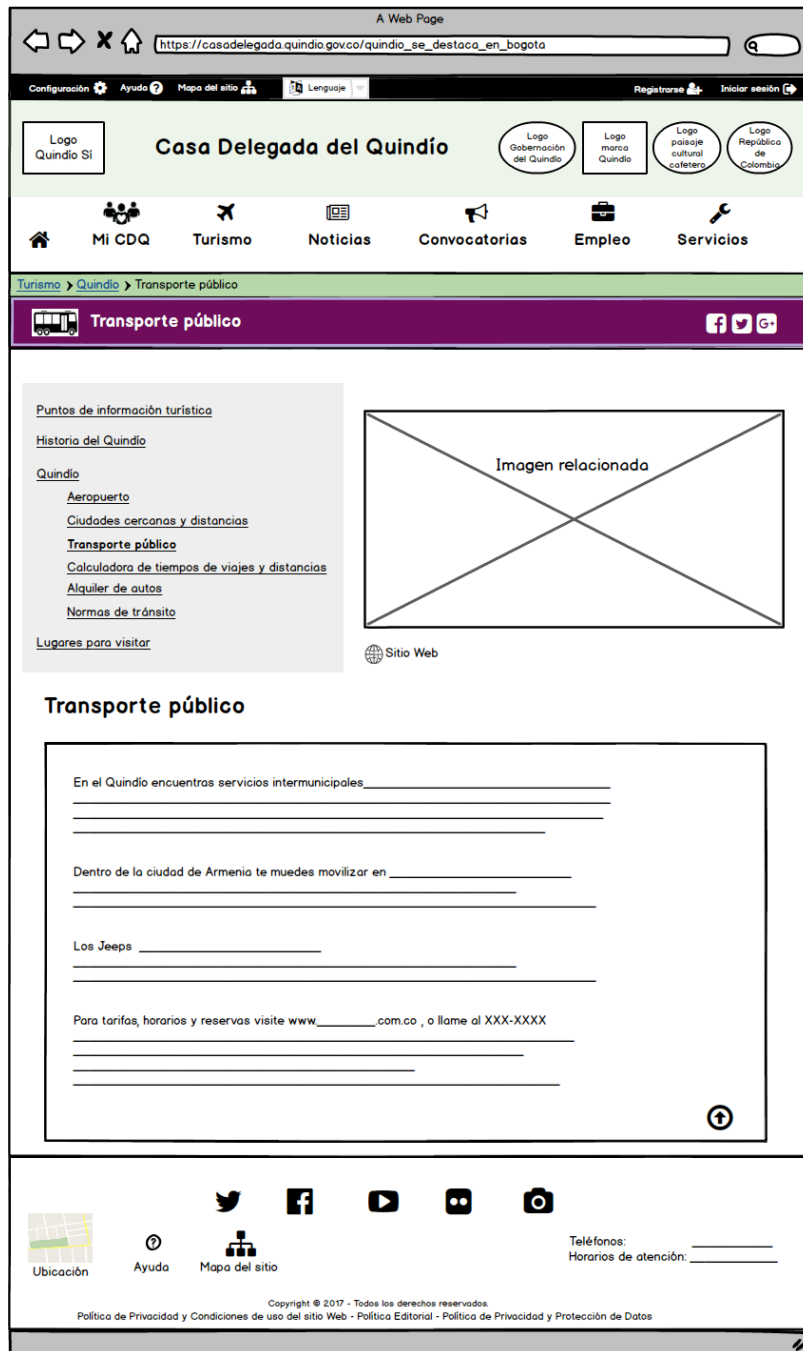 A Web Page
https://casadelegada.quindio.gov.co/quindio_se_destaca_en_bogota
Configuración Ayuda Mapa del sitio Lenguaje Registrarse Iniciar sesión
Logo
Quindío Sí
Casa Delegada del Quindío
Logo
Gobernación
del Quindío
Logo
marca
Quindío
Logo
paisaje
cultural
cafetero
Logo
República
de
Colombia
Mi CDQ Turismo Noticias Convocatorias Empleo Servicios
Turismo Quindío Transporte público
Transporte público
Puntos de información turística
Historia del Quindío
Quindío
Aeropuerto
Ciudades cercanas y distancias
Transporte público
Calculadora de tiempos de viajes y distancias
Alquiler de autos
Normas de tránsito
Lugares para visitar
Imagen relacionada
Sitio Web
Transporte público
En el Quindío encuentras servicios intermunicipales
Dentro de la ciudad de Armenia te muedes movilizar en
Los Jeeps
Para tarifas, horarios y reservas visite www.__________.com.co , o llame al XXX-XXXX
Ubicación
Ayuda
Mapa del sitio
Teléfonos:
Horarios de atención:
Copyright © 2017 - Todos los derechos reservados.
Política de Privacidad y Condiciones de uso del sitio Web - Política Editorial - Política de Privacidad y Protección de Datos